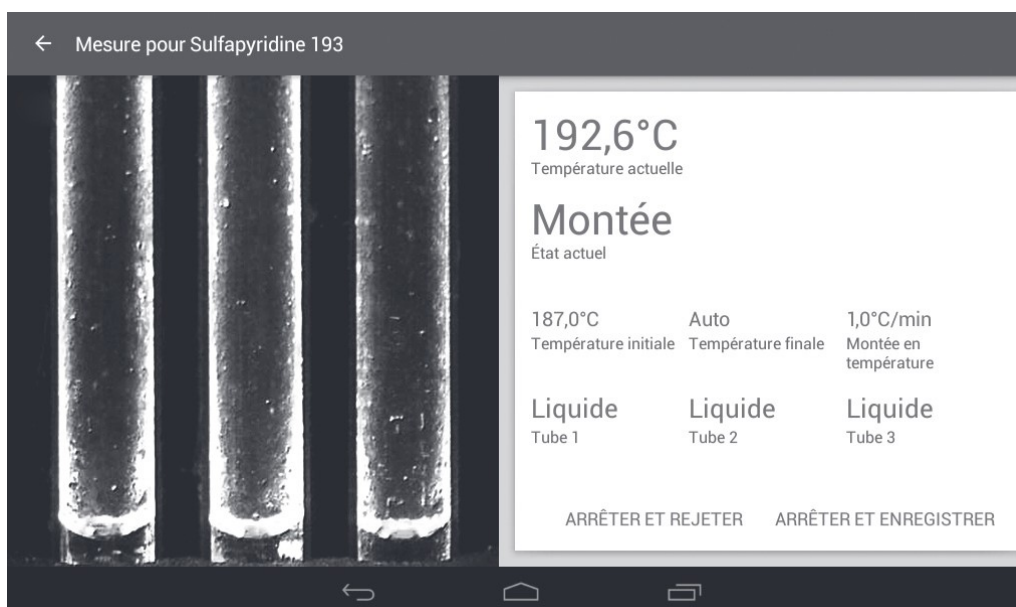 Mesure pour Sulfapyridine 193
192,6°C
Température actuelle
Montée
État actuel
187,0°C
Température initiale
Auto
Température finale
1,0°C/min
Montée en
température
Liquide
Tube 1
Liquide
Tube 2
Liquide
Tube 3
ARRÊTER ET REJETER
ARRÊTER ET ENREGISTRER